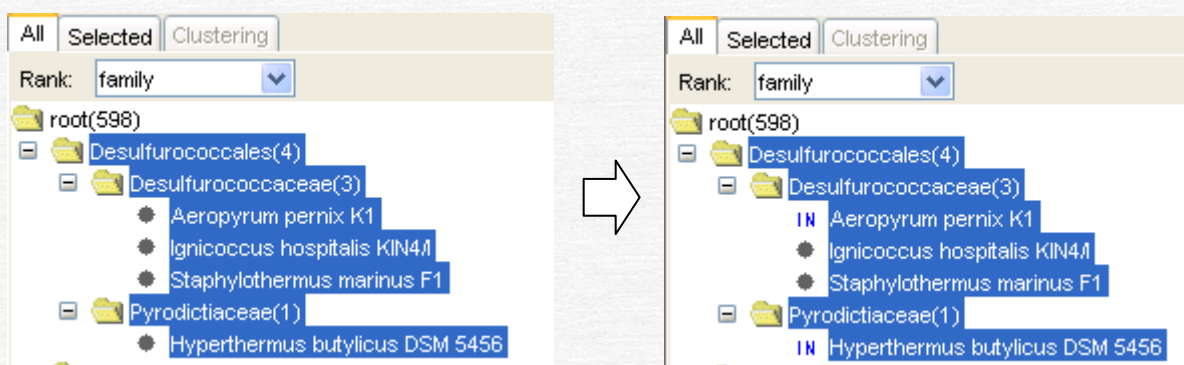 All Selected Clustering
Rank: family
root(598)
Desulfurococcales(4)
Desulfurococcaceae(3)
Aeropyrum pernix K1
Ignicoccus hospitalis KIN4/I
Staphylothermus marinus F1
Pyrodictiaceae(1)
Hyperthermus butylicus DSM 5456
All Selected Clustering
Rank: family
root(598)
Desulfurococcales(4)
Desulfurococcaceae(3)
IN Aeropyrum pernix K1
Ignicoccus hospitalis KIN4/I
Staphylothermus marinus F1
Pyrodictiaceae(1)
IN Hyperthermus butylicus DSM 5456